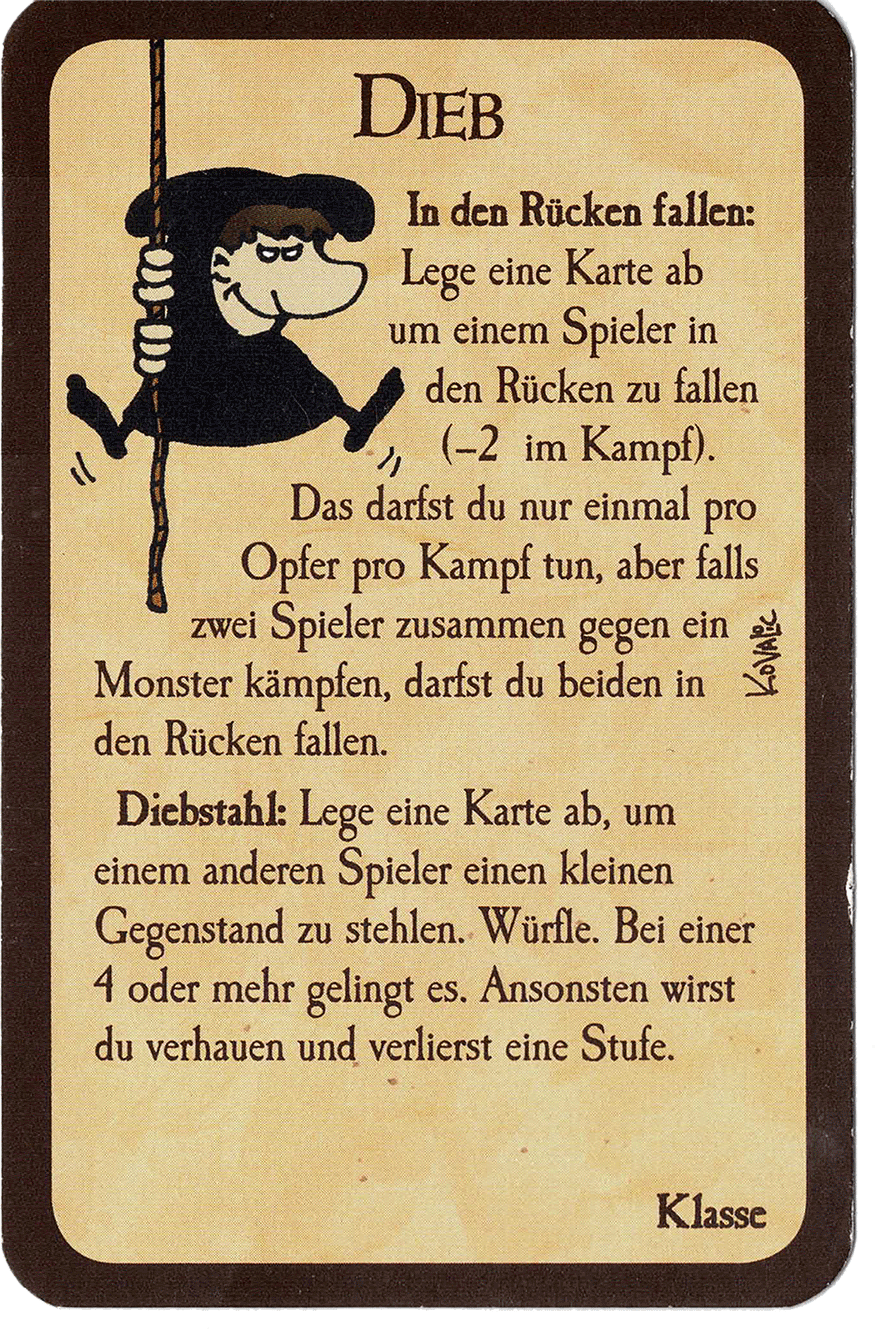 Dieb
In den Rücken fallen:
Lege eine Karte ab
um einem Spieler in
den Rücken zu fallen
(–2 im Kampf).
Das darfst du nur einmal pro
Opfer pro Kampf tun, aber falls
zwei Spieler zusammen gegen ein
Monster kämpfen, darfst du beiden in
den Rücken fallen.
Kovalic
Diebstahl: Lege eine Karte ab, um
einem anderen Spieler einen kleinen
Gegenstand zu stehlen. Würfle. Bei einer
4 oder mehr gelingt es. Ansonsten wirst
du verhauen und verlierst eine Stufe.
Klasse